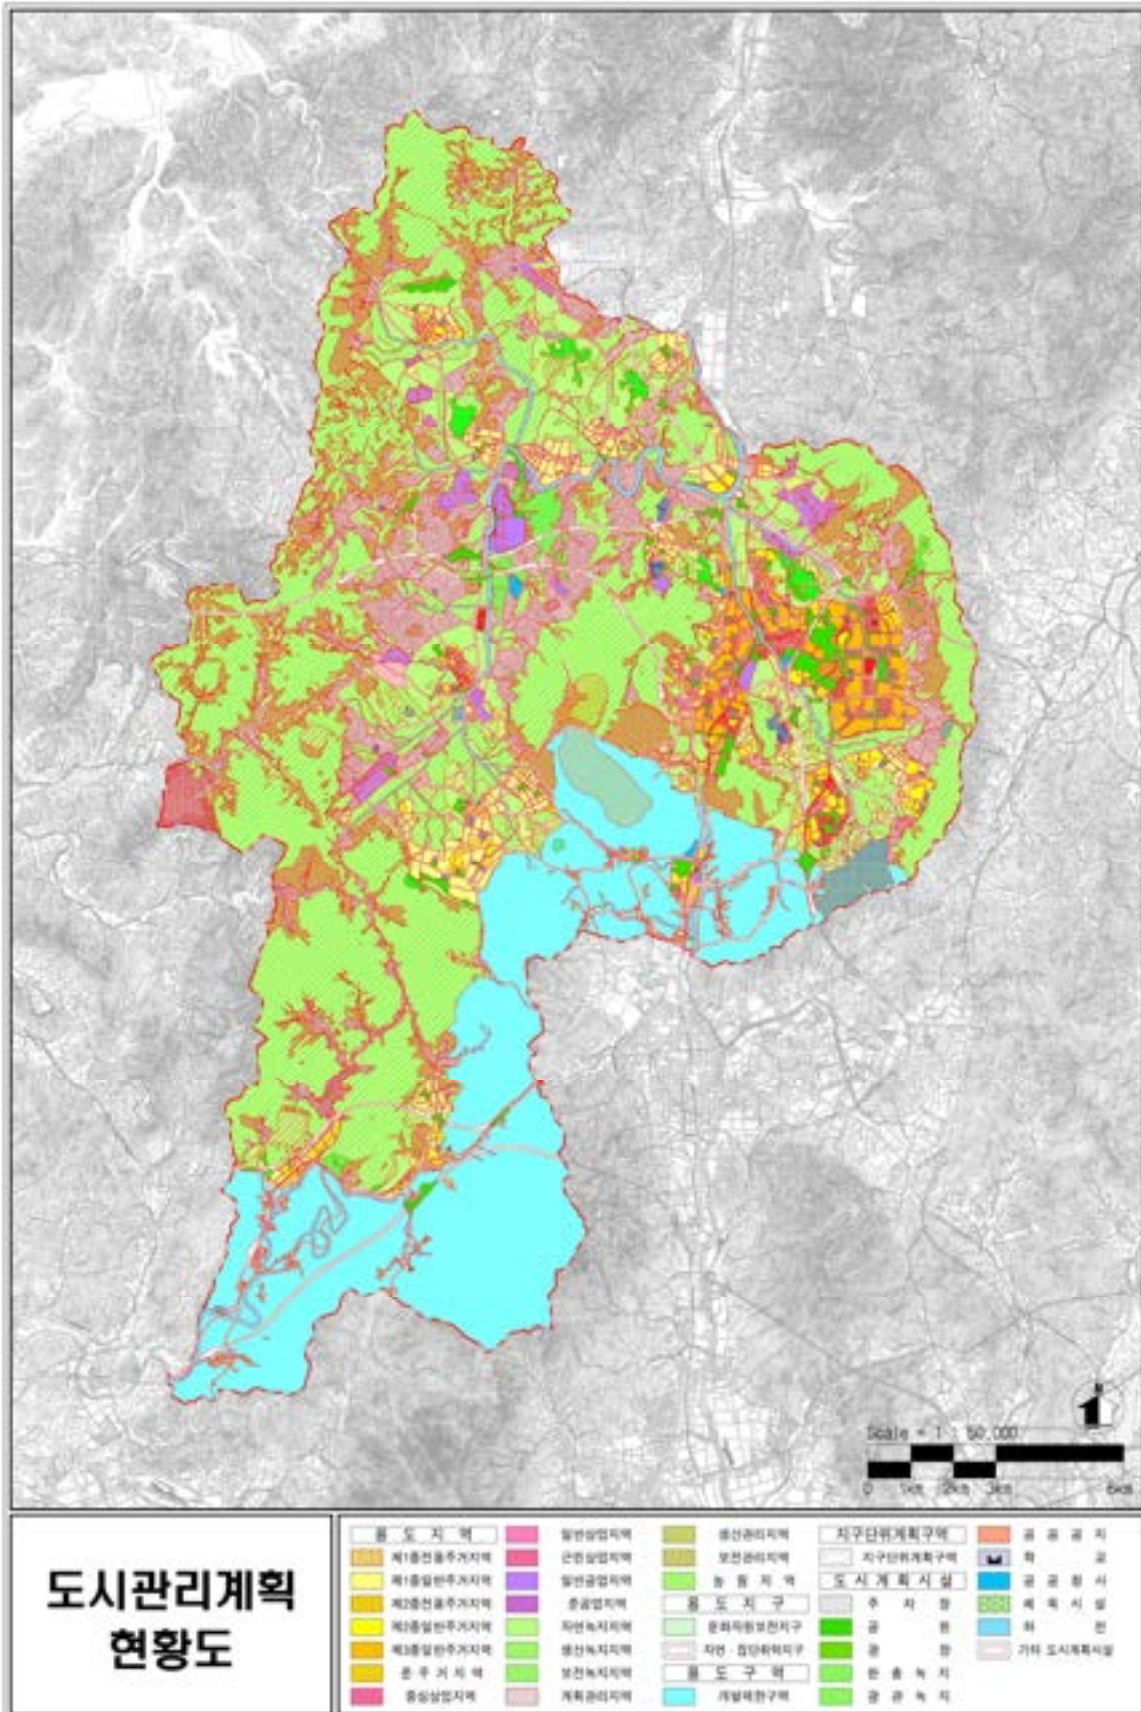 N
Scale = 1 : 50,000
0 1km 2km 3km 6km
도시관리계획
현황도
용 도 지 역
제1종전용주거지역
제1종일반주거지역
제2종전용주거지역
제2종일반주거지역
제3종일반주거지역
준 주 거 지 역
중심상업지역
일반상업지역
근린상업지역
일반공업지역
준공업지역
자연녹지지역
생산녹지지역
보전녹지지역
계획관리지역
생산관리지역
보전관리지역
농 림 지 역
용 도 지 구
문화자원보전지구
자연 · 집단취락지구
용 도 구 역
개발제한구역
지구단위계획구역
지구단위계획구역
도 시 계 획 시 설
주 차 장
공 원
광 장
완 충 녹 지
경 관 녹 지
공 공 공 지
학 교
공 공 청 사
체 육 시 설
하 천
기타 도시계획시설